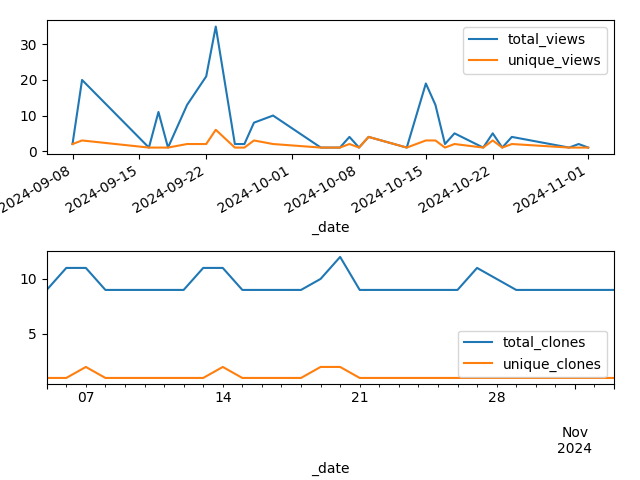 30
20
10
0
total_views
unique_views
2024-09-08
2024-09-15
2024-09-22
2024-10-01
2024-10-08
2024-10-15
2024-10-22
2024-11-01
_date
10
5
total_clones
unique_clones
07
14
21
28
Nov
2024
_date